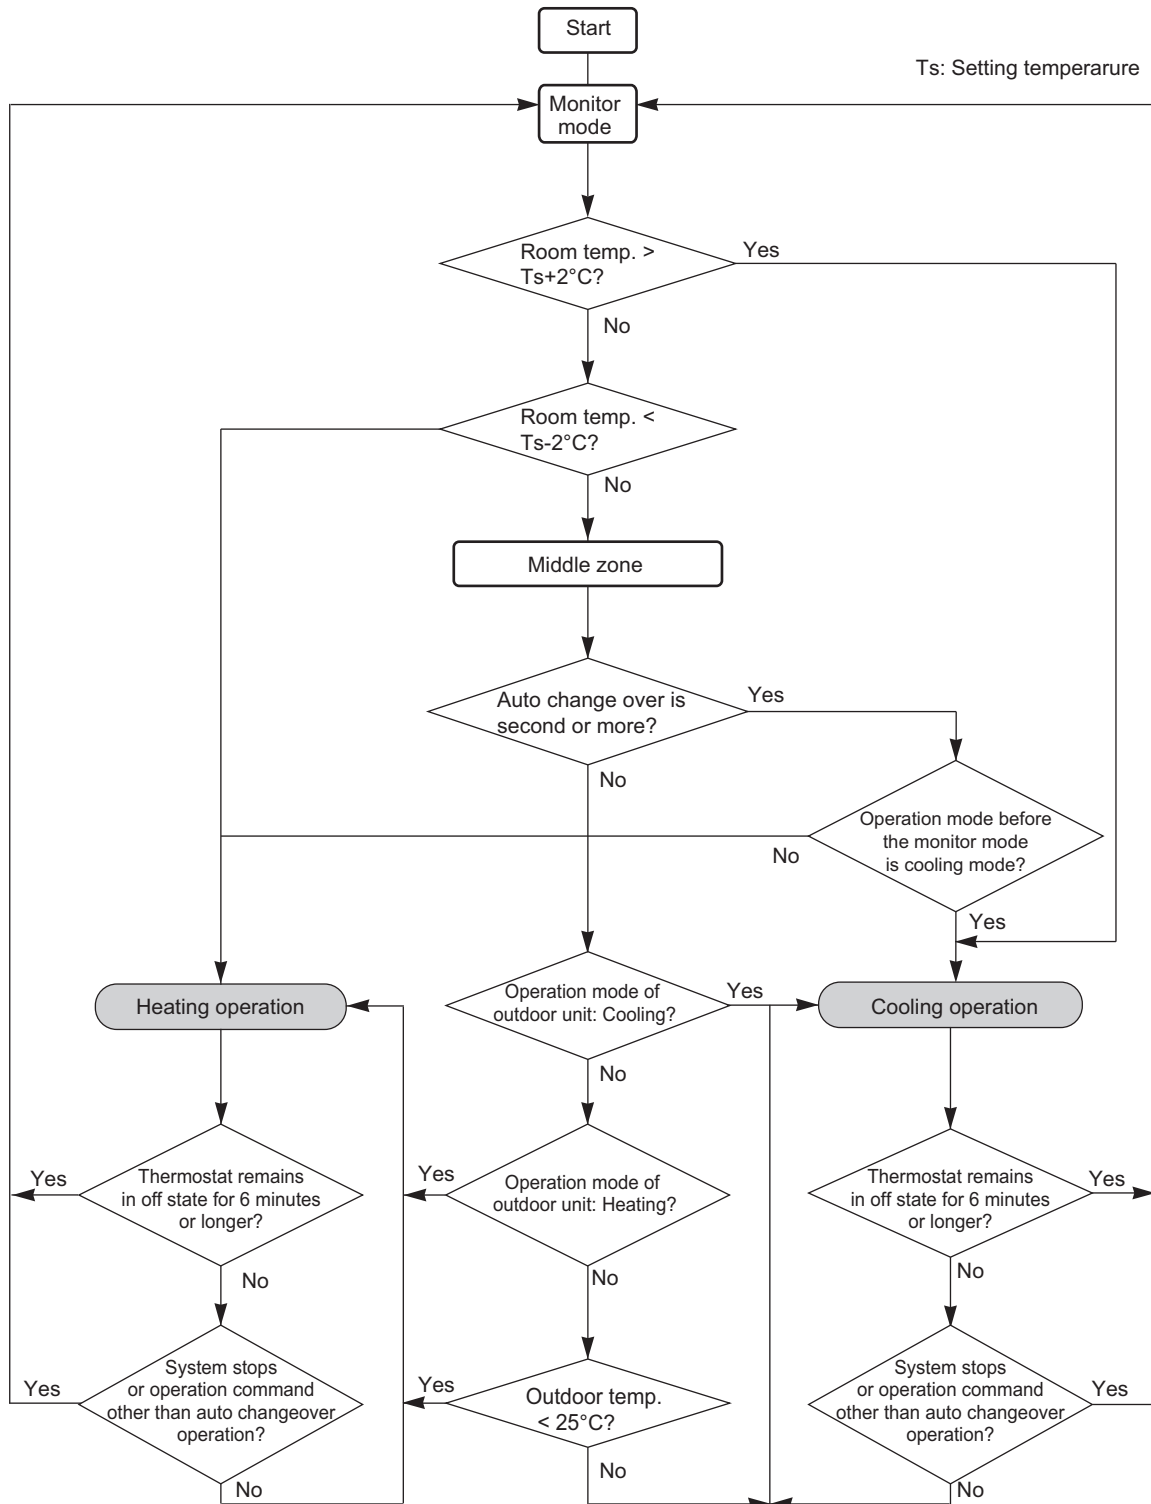 Start
Ts: Setting temperarure
Monitor
mode
Room temp. >
Ts+2°C?
Yes
No
Room temp. <
Ts-2°C?
No
Middle zone
Auto change over is
second or more?
Yes
No
Operation mode before
the monitor mode
is cooling mode?
No
Yes
Heating operation
Operation mode of
outdoor unit: Cooling?
Yes
Cooling operation
No
Thermostat remains
in off state for 6 minutes
or longer?
Yes
No
Operation mode of
outdoor unit: Heating?
Yes
No
Thermostat remains
in off state for 6 minutes
or longer?
Yes
No
System stops
or operation command
other than auto changeover
operation?
Yes
No
Outdoor temp.
< 25°C?
Yes
No
System stops
or operation command
other than auto changeover
operation?
Yes
No